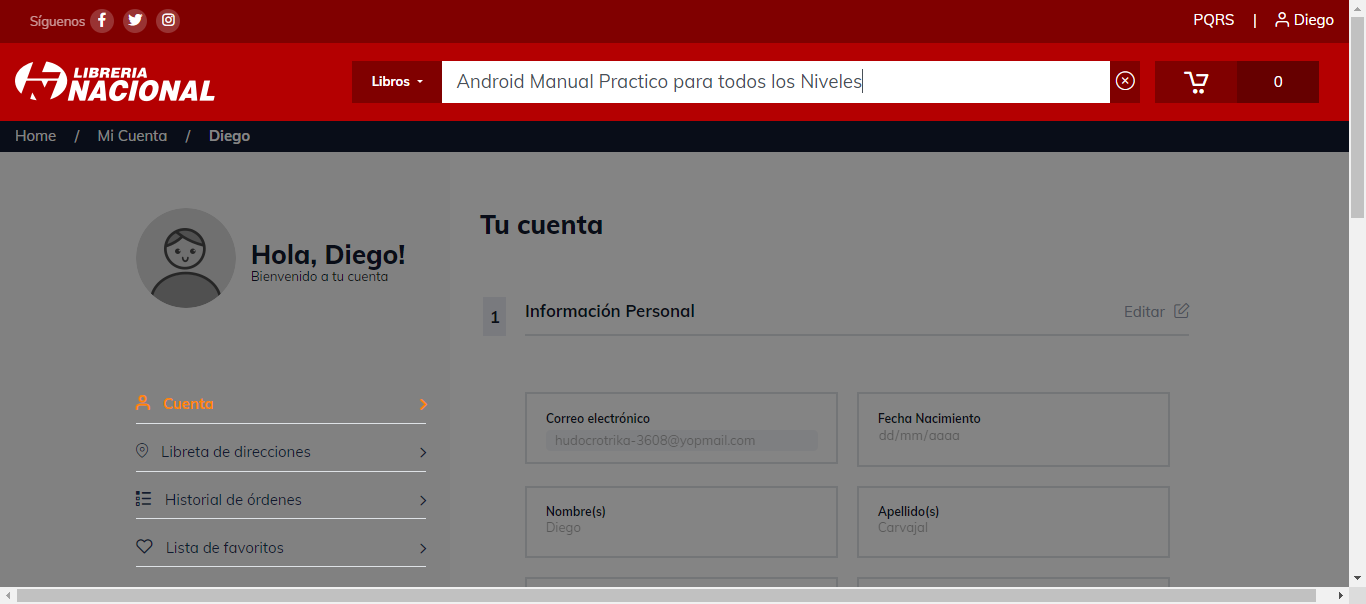 Síguenos
PQRS | Diego
LIBRERIA
NACIONAL
Libros
Android Manual Practico para todos los Niveles
0
Home / Mi Cuenta / Diego
Hola, Diego!
Bienvenido a tu cuenta
Cuenta
Libreta de direcciones
Historial de órdenes
Lista de favoritos
Tu cuenta
1 Información Personal
Editar
Correo electrónico
hudocrotrika-3608@yopmail.com
Fecha Nacimiento
dd/mm/aaaa
Nombre(s)
Diego
Apellido(s)
Carvajal